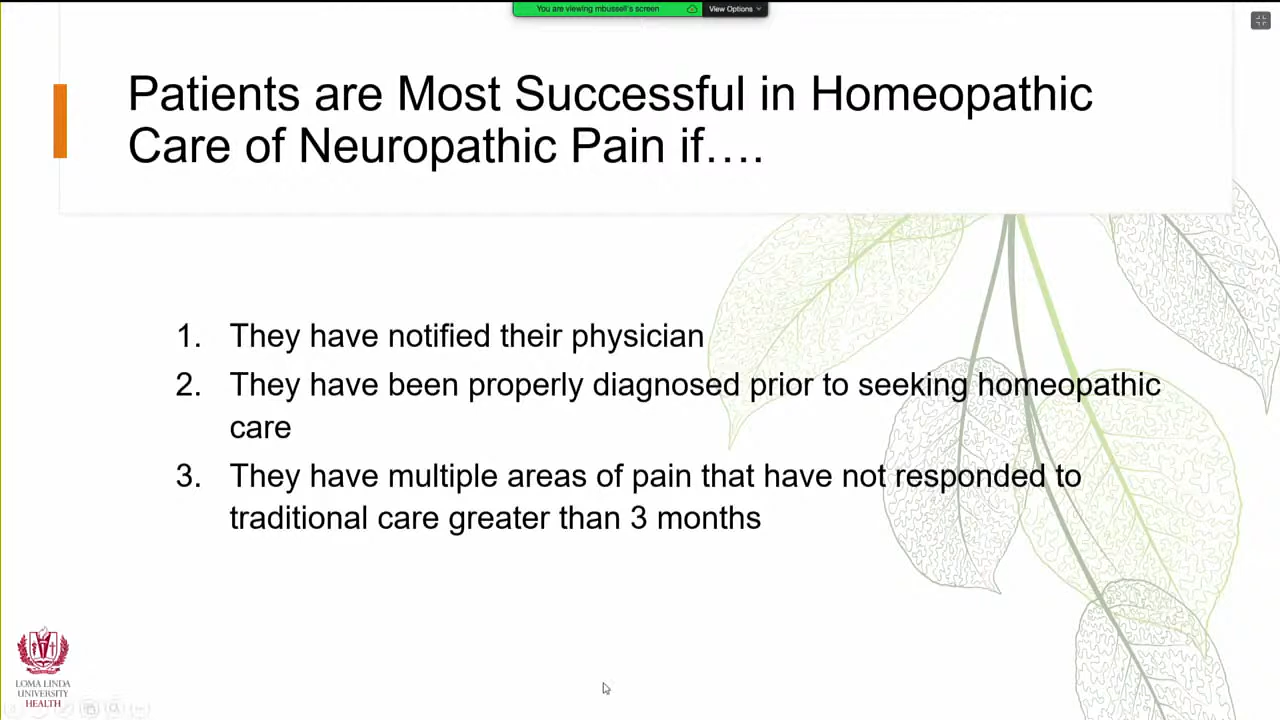 You are viewing mbussell's screen
View Options
Patients are Most Successful in Homeopathic
Care of Neuropathic Pain if….
1. They have notified their physician
2. They have been properly diagnosed prior to seeking homeopathic
care
3. They have multiple areas of pain that have not responded to
traditional care greater than 3 months
LOMA LINDA
UNIVERSITY
HEALTH